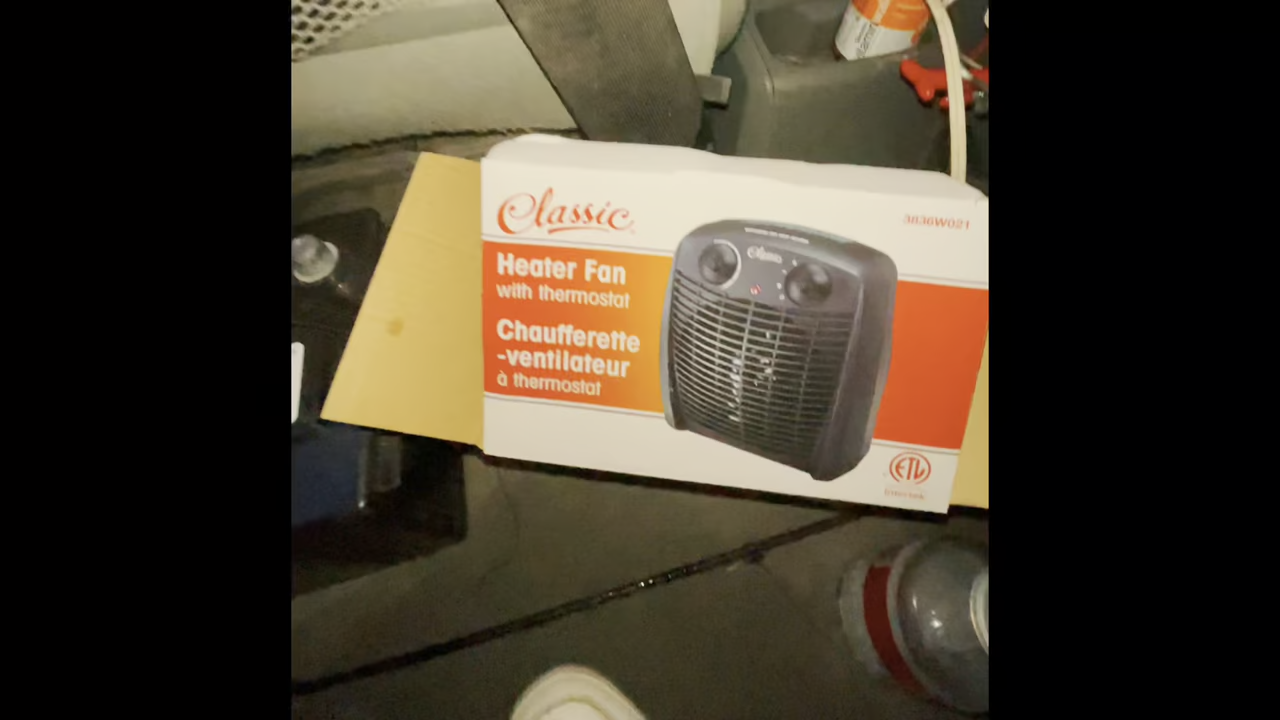 Classic
3636W021
Heater Fan
with thermostat
Chaufferette
-ventilateur
à thermostat
ETL